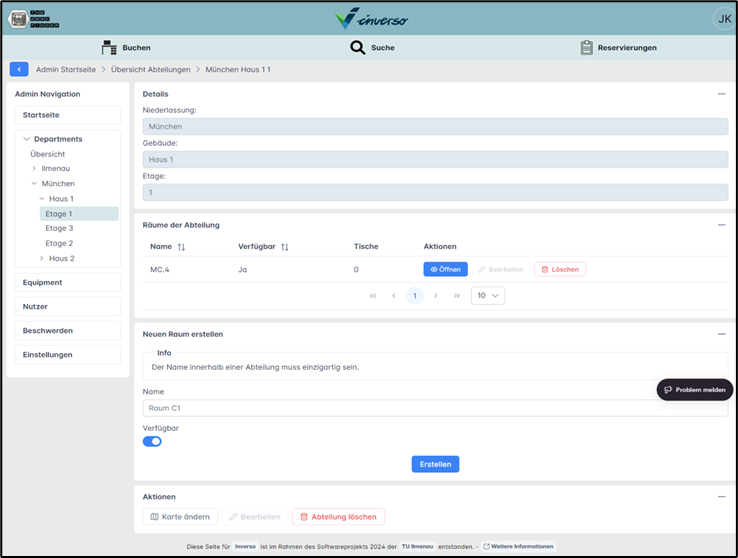 THE
DESK
FINDER
inverso
JK
Buchen
Suche
Reservierungen
Admin Startseite > Übersicht Abteilungen > München Haus 1 1
Admin Navigation
Startseite
Departments
Übersicht
Ilmenau
München
Haus 1
Etage 1
Etage 3
Etage 2
Haus 2
Equipment
Nutzer
Beschwerden
Einstellungen
Details
Niederlassung:
München
Gebäude:
Haus 1
Etage:
1
Räume der Abteilung
Name Verfügbar Tische Aktionen
MC.4 Ja 0 Öffnen Bearbeiten Löschen
<< < 1 > >> 10
Neuen Raum erstellen
Info
Der Name innerhalb einer Abteilung muss einzigartig sein.
Problem melden
Name
Raum C1
Verfügbar
Erstellen
Aktionen
Karte ändern Bearbeiten Abteilung löschen
Diese Seite für Inverso ist im Rahmen des Softwareprojekts 2024 der TU Ilmenau entstanden. - Weitere Informationen